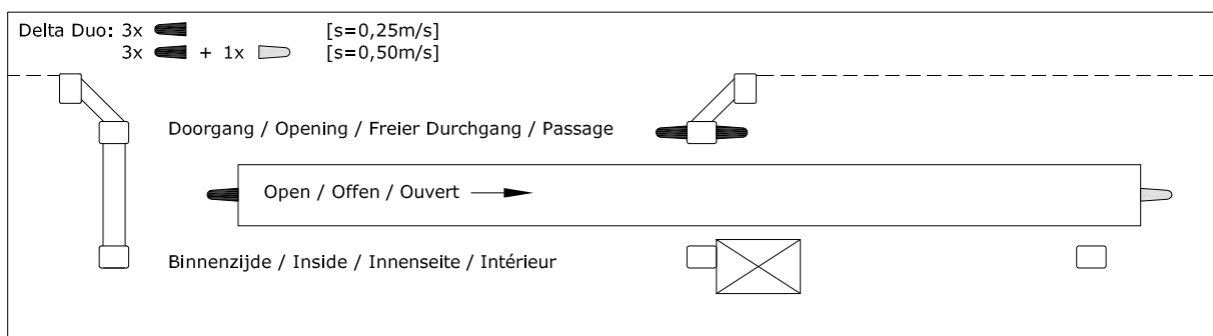 Delta Duo: 3x [s=0,25m/s]
3x + 1x [s=0,50m/s]
Doorgang / Opening / Freier Durchgang / Passage
Open / Offen / Ouvert
Binnenzijde / Inside / Innenseite / Intérieur